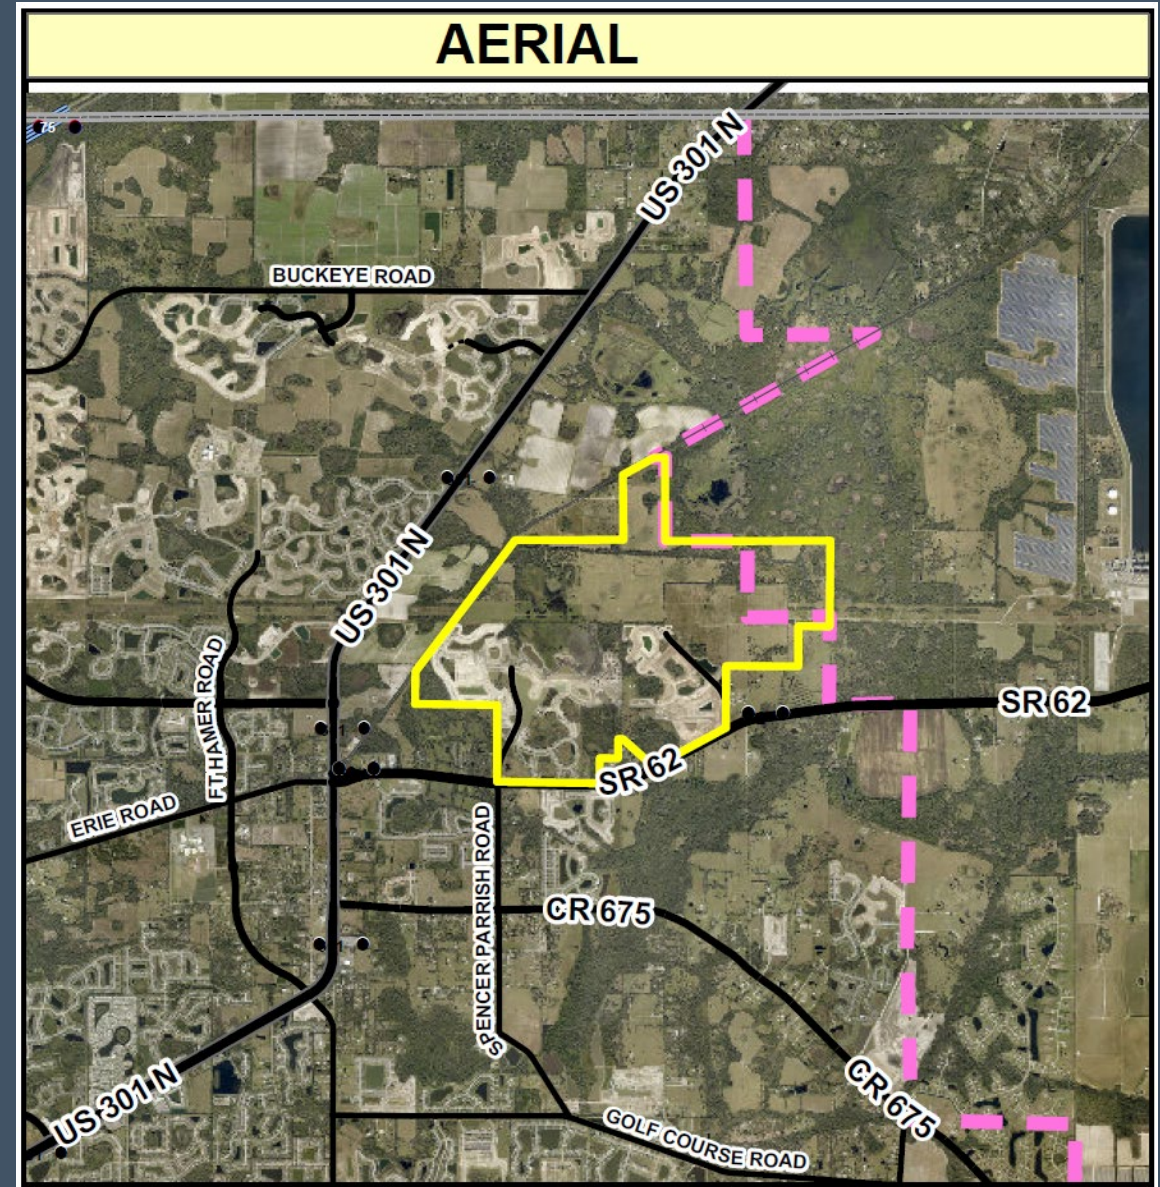 AERIAL
75
US 301 N
BUCKEYE ROAD
US 301 N
FT HAMER ROAD
SR 62
SR 62
ERIE ROAD
SPENCER PARRISH ROAD
CR 675
CR 675
US 301 N
GOLF COURSE ROAD